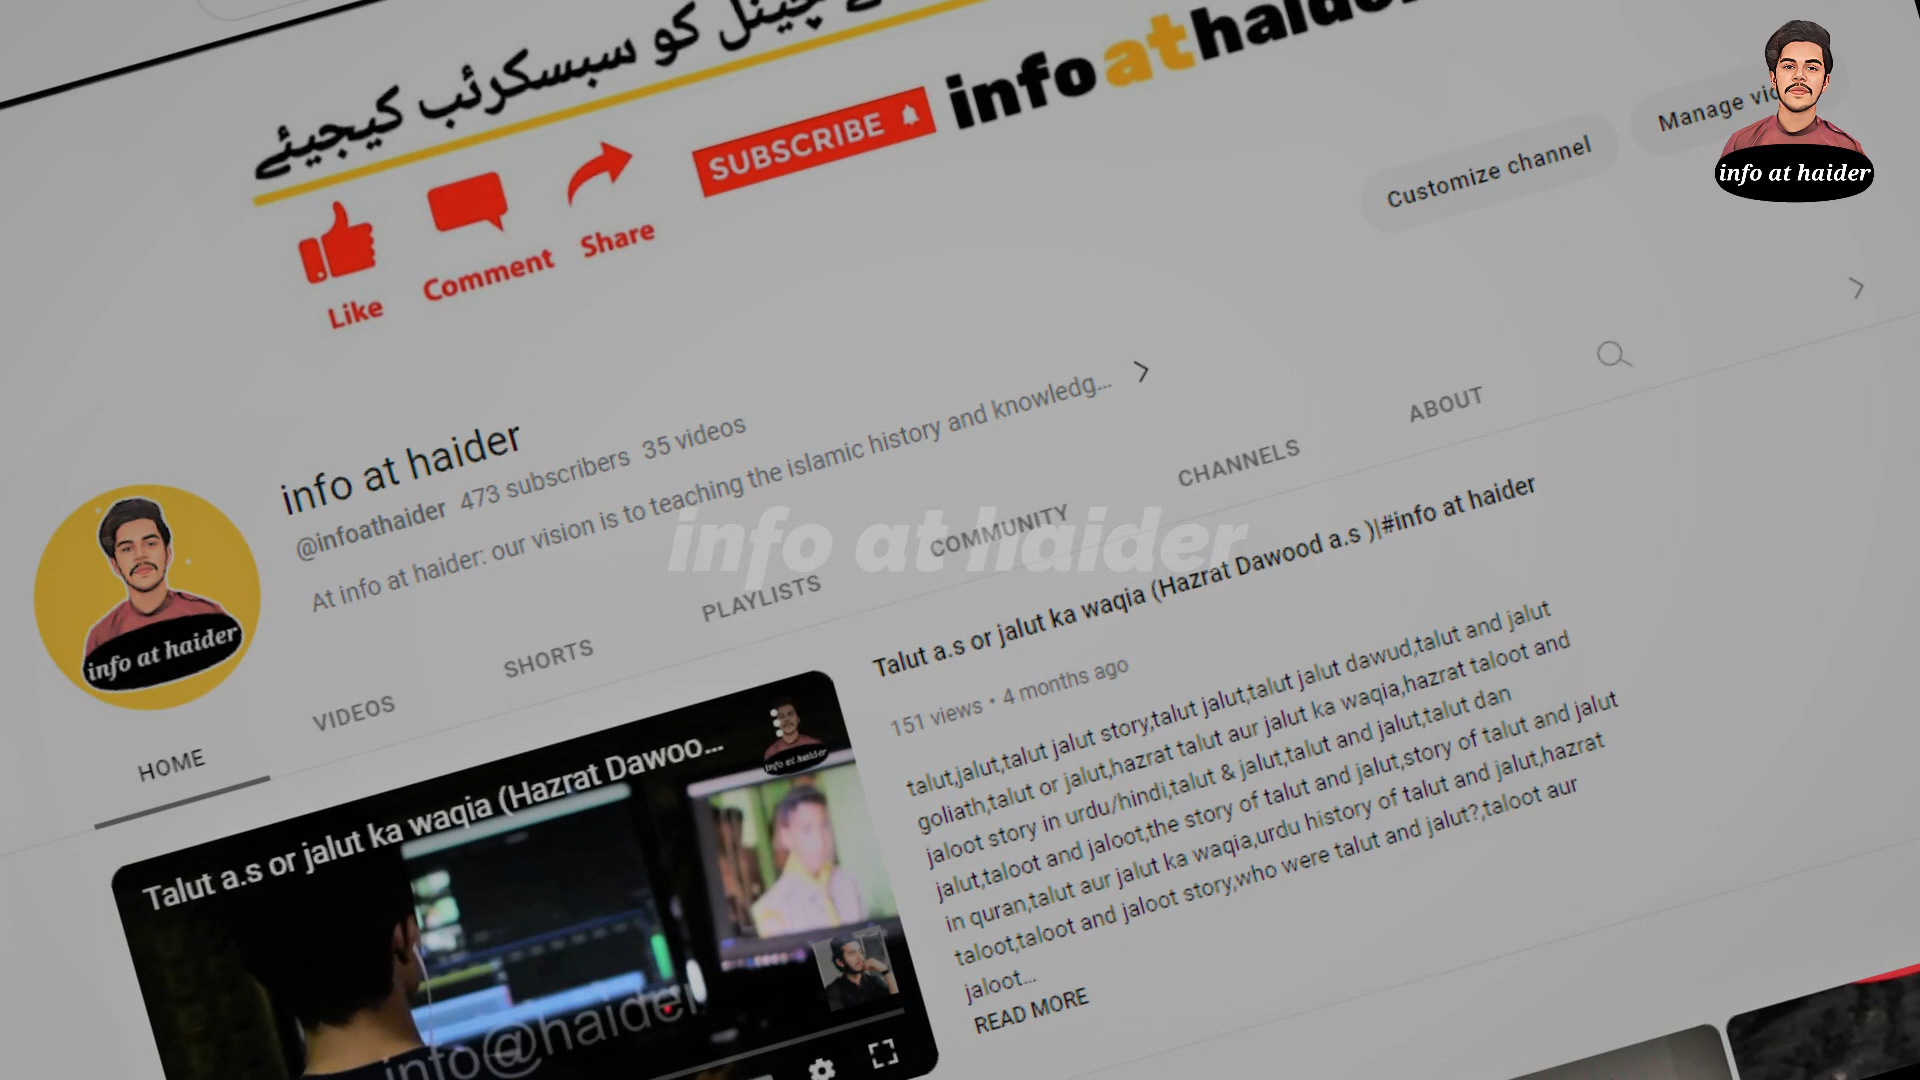 چینل کو سبسکرئب کیجیئے
Like
Comment
Share
SUBSCRIBE
info at haider
Customize channel
Manage
info at haider
info at haider
@infoathaider 473 subscribers 35 videos
At info at haider: our vision is to teaching the islamic history and knowledg...
info at haider
info at haider
HOME
VIDEOS
SHORTS
PLAYLISTS
COMMUNITY
CHANNELS
ABOUT
Talut a.s or jalut ka waqia (Hazrat Dawoo...
info at haider
info@haider
Talut a.s or jalut ka waqia (Hazrat Dawood a.s )|#info at haider
151 views • 4 months ago
talut,jalut,talut jalut story,talut jalut,talut jalut dawud,talut and jalut
goliath,talut or jalut,hazrat talut aur jalut ka waqia,hazrat taloot and
jaloot story in urdu/hindi,talut & jalut,talut and jalut,talut dan
jalut,taloot and jaloot,the story of talut and jalut,story of talut and jalut
in quran,talut aur jalut ka waqia,urdu history of talut and jalut,hazrat
taloot,taloot and jaloot story,who were talut and jalut?,taloot aur
jaloot...
READ MORE